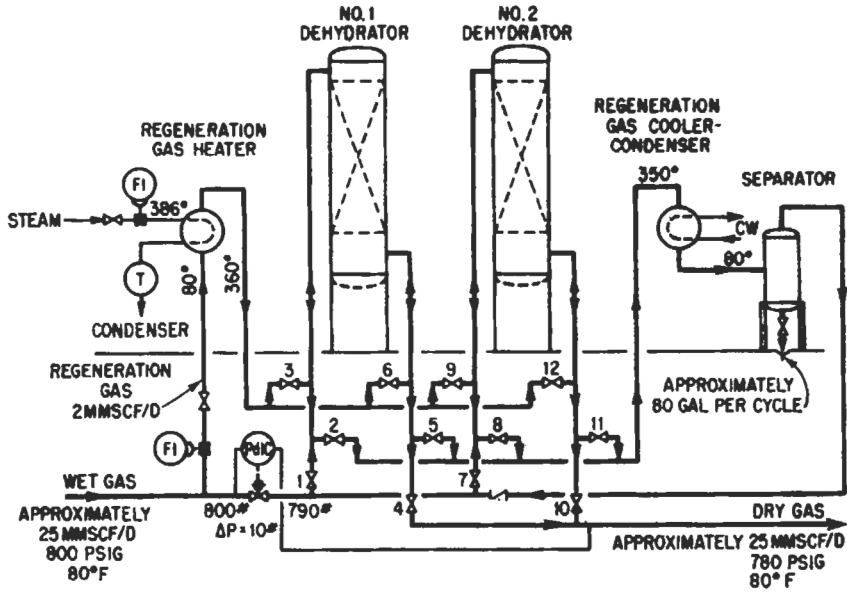 NO. 1
DEHYDRATOR
NO. 2
DEHYDRATOR
REGENERATION
GAS HEATER
REGENERATION
GAS COOLER-
CONDENSER
SEPARATOR
FI
STEAM
386°
350°
CW
80°
T
80°
360°
CONDENSER
REGENERATION
GAS
2MMSCF/D
3
6
9
12
APPROXIMATELY
80 GAL PER CYCLE
2
5
8
11
FI
PdIC
1
7
WET GAS
4
10
DRY GAS
800#
790#
ΔP = 10#
APPROXIMATELY
25 MMSCF/D
800 PSIG
80°F
APPROXIMATELY 25 MMSCF/D
780 PSIG
80° F